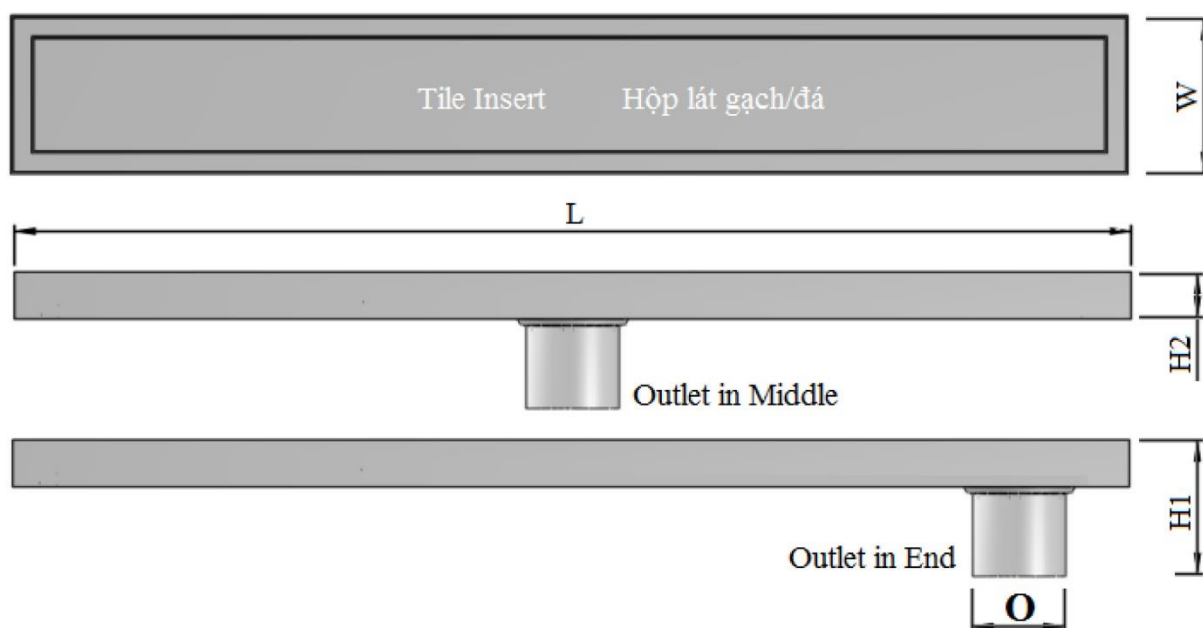 Tile Insert Hộp lát gạch/đá
W
L
H2
Outlet in Middle
H1
Outlet in End
O